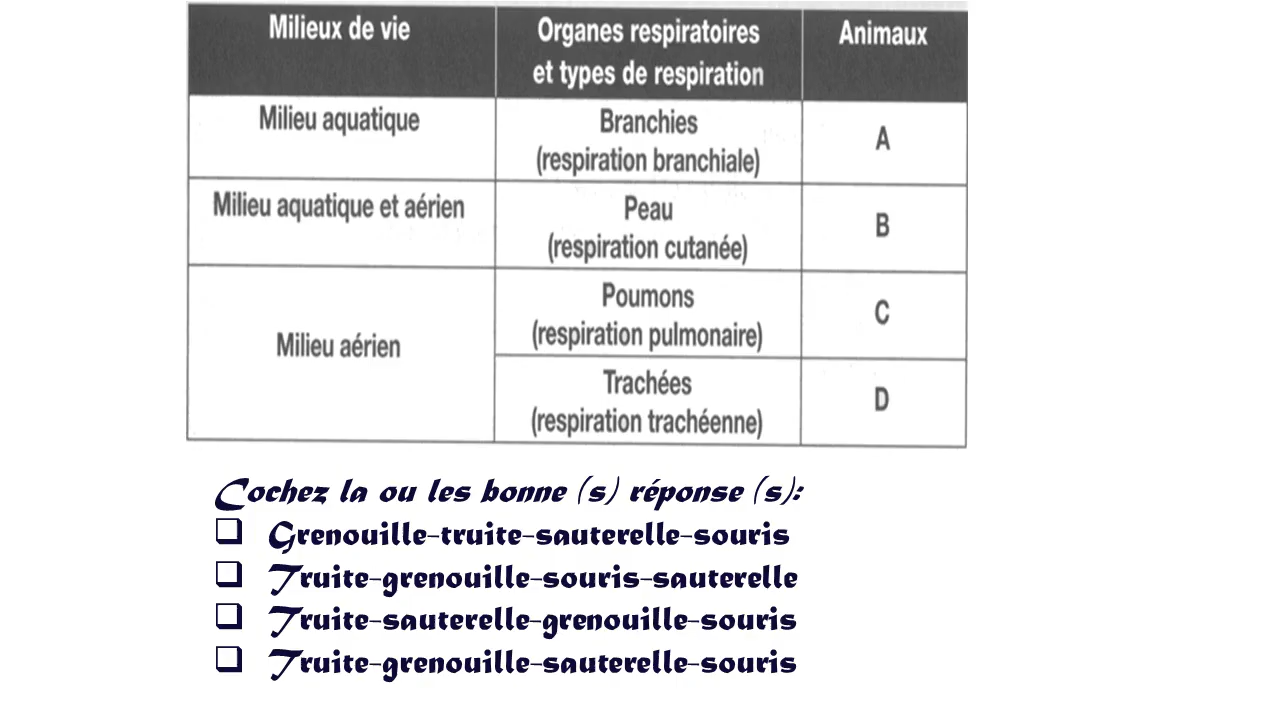 Milieux de vie
Organes respiratoires
et types de respiration
Animaux
Milieu aquatique
Branchies
(respiration branchiale)
A
Milieu aquatique et aérien
Peau
(respiration cutanée)
B
Milieu aérien
Poumons
(respiration pulmonaire)
C
Trachées
(respiration trachéenne)
D
Cochez la ou les bonne (s) réponse (s):
Grenouille-truite-sauterelle-souris
Truite-grenouille-souris-sauterelle
Truite-sauterelle-grenouille-souris
Truite-grenouille-sauterelle-souris